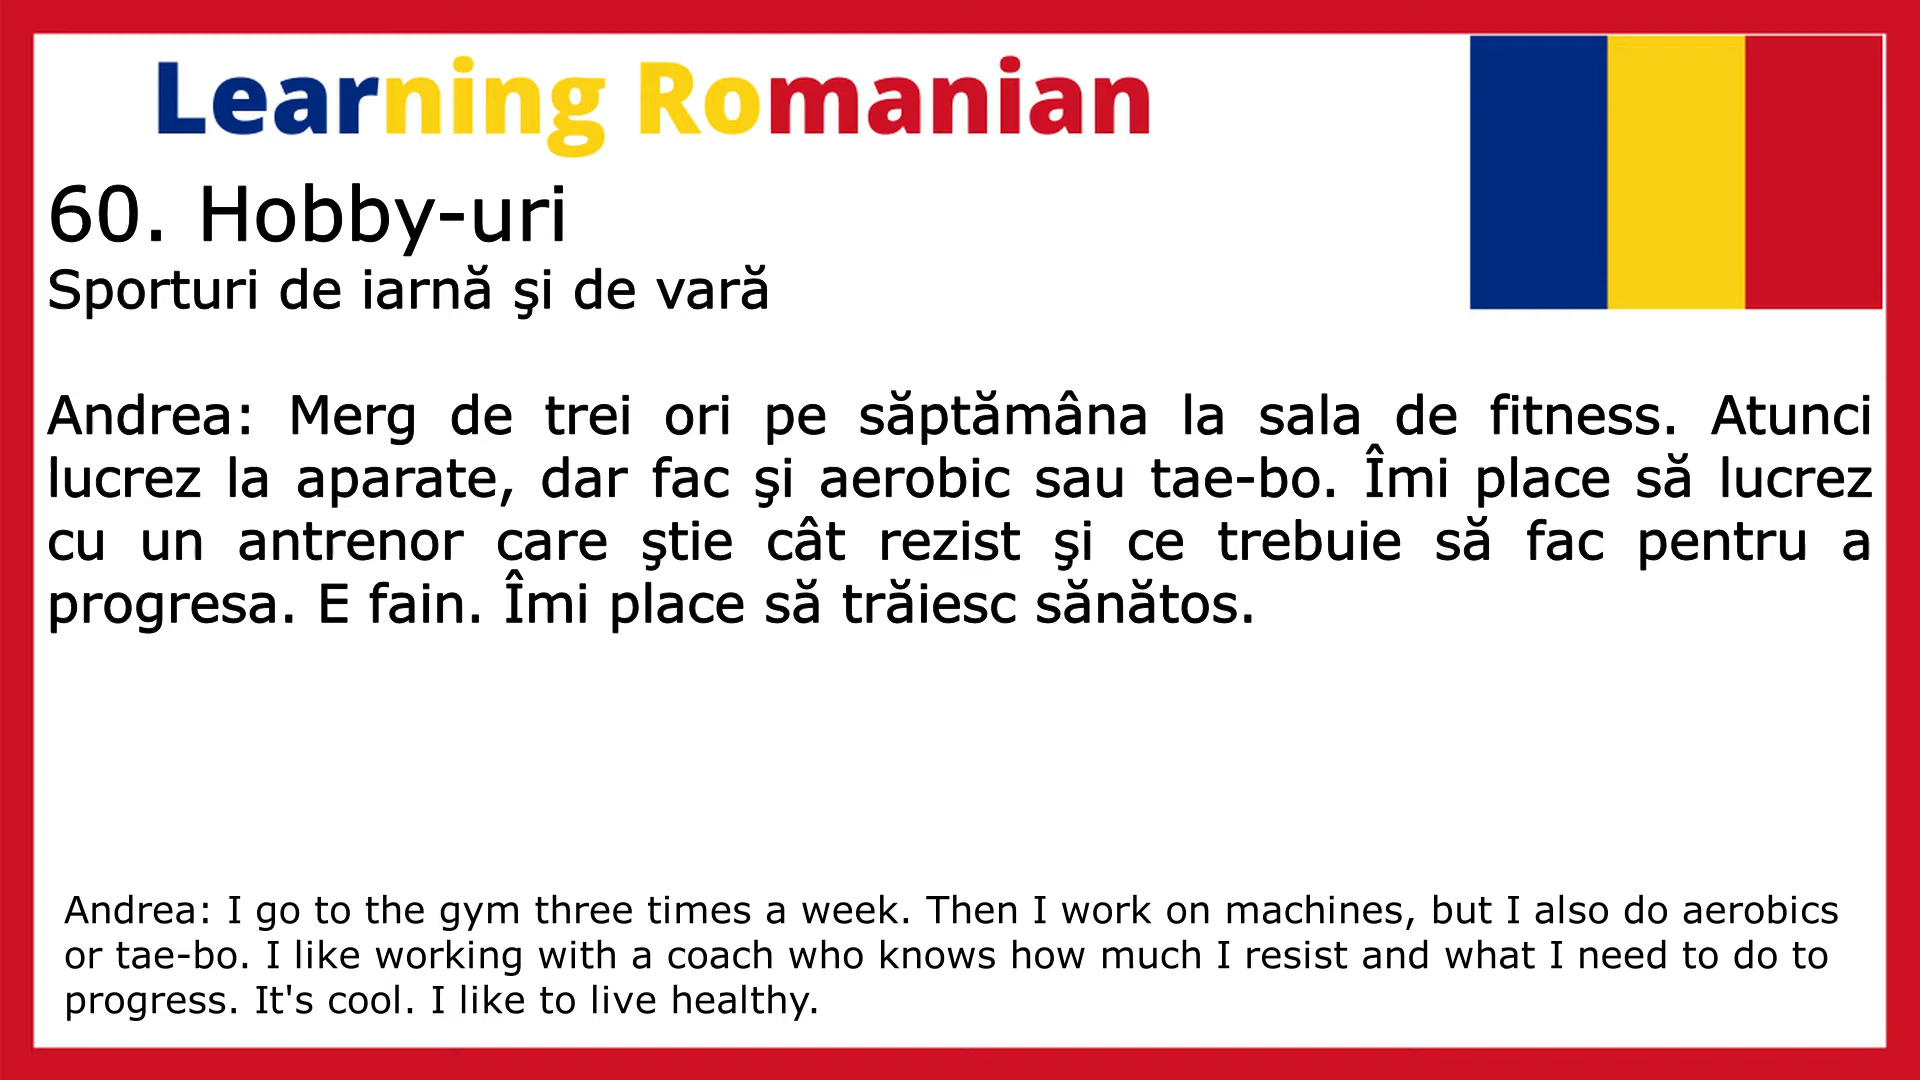 Learning Romanian
60. Hobby-uri
Sporturi de iarnă şi de vară
Andrea: Merg de trei ori pe săptămâna la sala de fitness. Atunci
lucrez la aparate, dar fac şi aerobic sau tae-bo. Îmi place să lucrez
cu un antrenor care ştie cât rezist şi ce trebuie să fac pentru a
progresa. E fain. Îmi place să trăiesc sănătos.
Andrea: I go to the gym three times a week. Then I work on machines, but I also do aerobics
or tae-bo. I like working with a coach who knows how much I resist and what I need to do to
progress. It's cool. I like to live healthy.